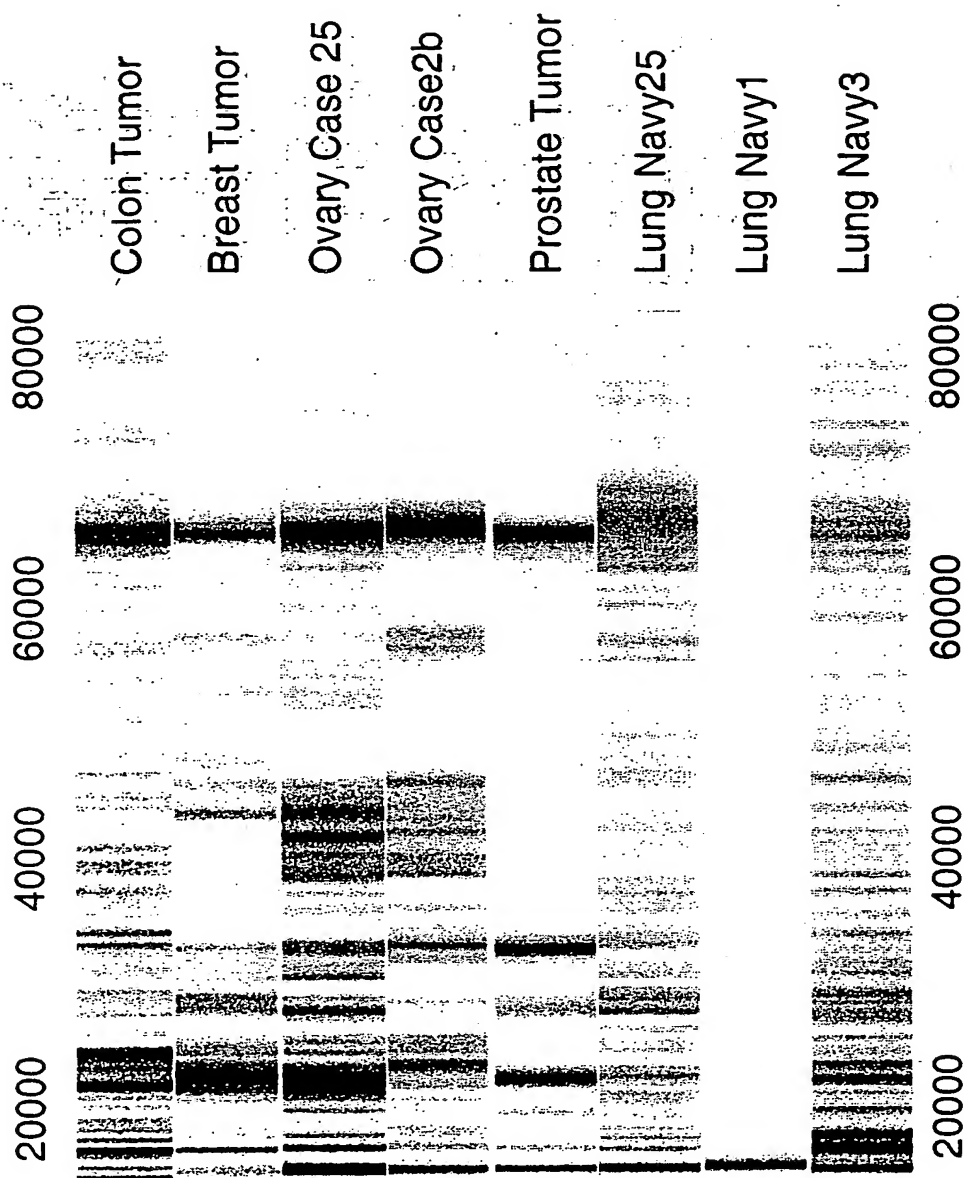 Colon Tumor
Breast Tumor
Ovary Case 25
Ovary Case2b
Prostate Tumor
Lung Navy25
Lung Navy1
Lung Navy3
20000
40000
60000
80000
20000
40000
60000
80000